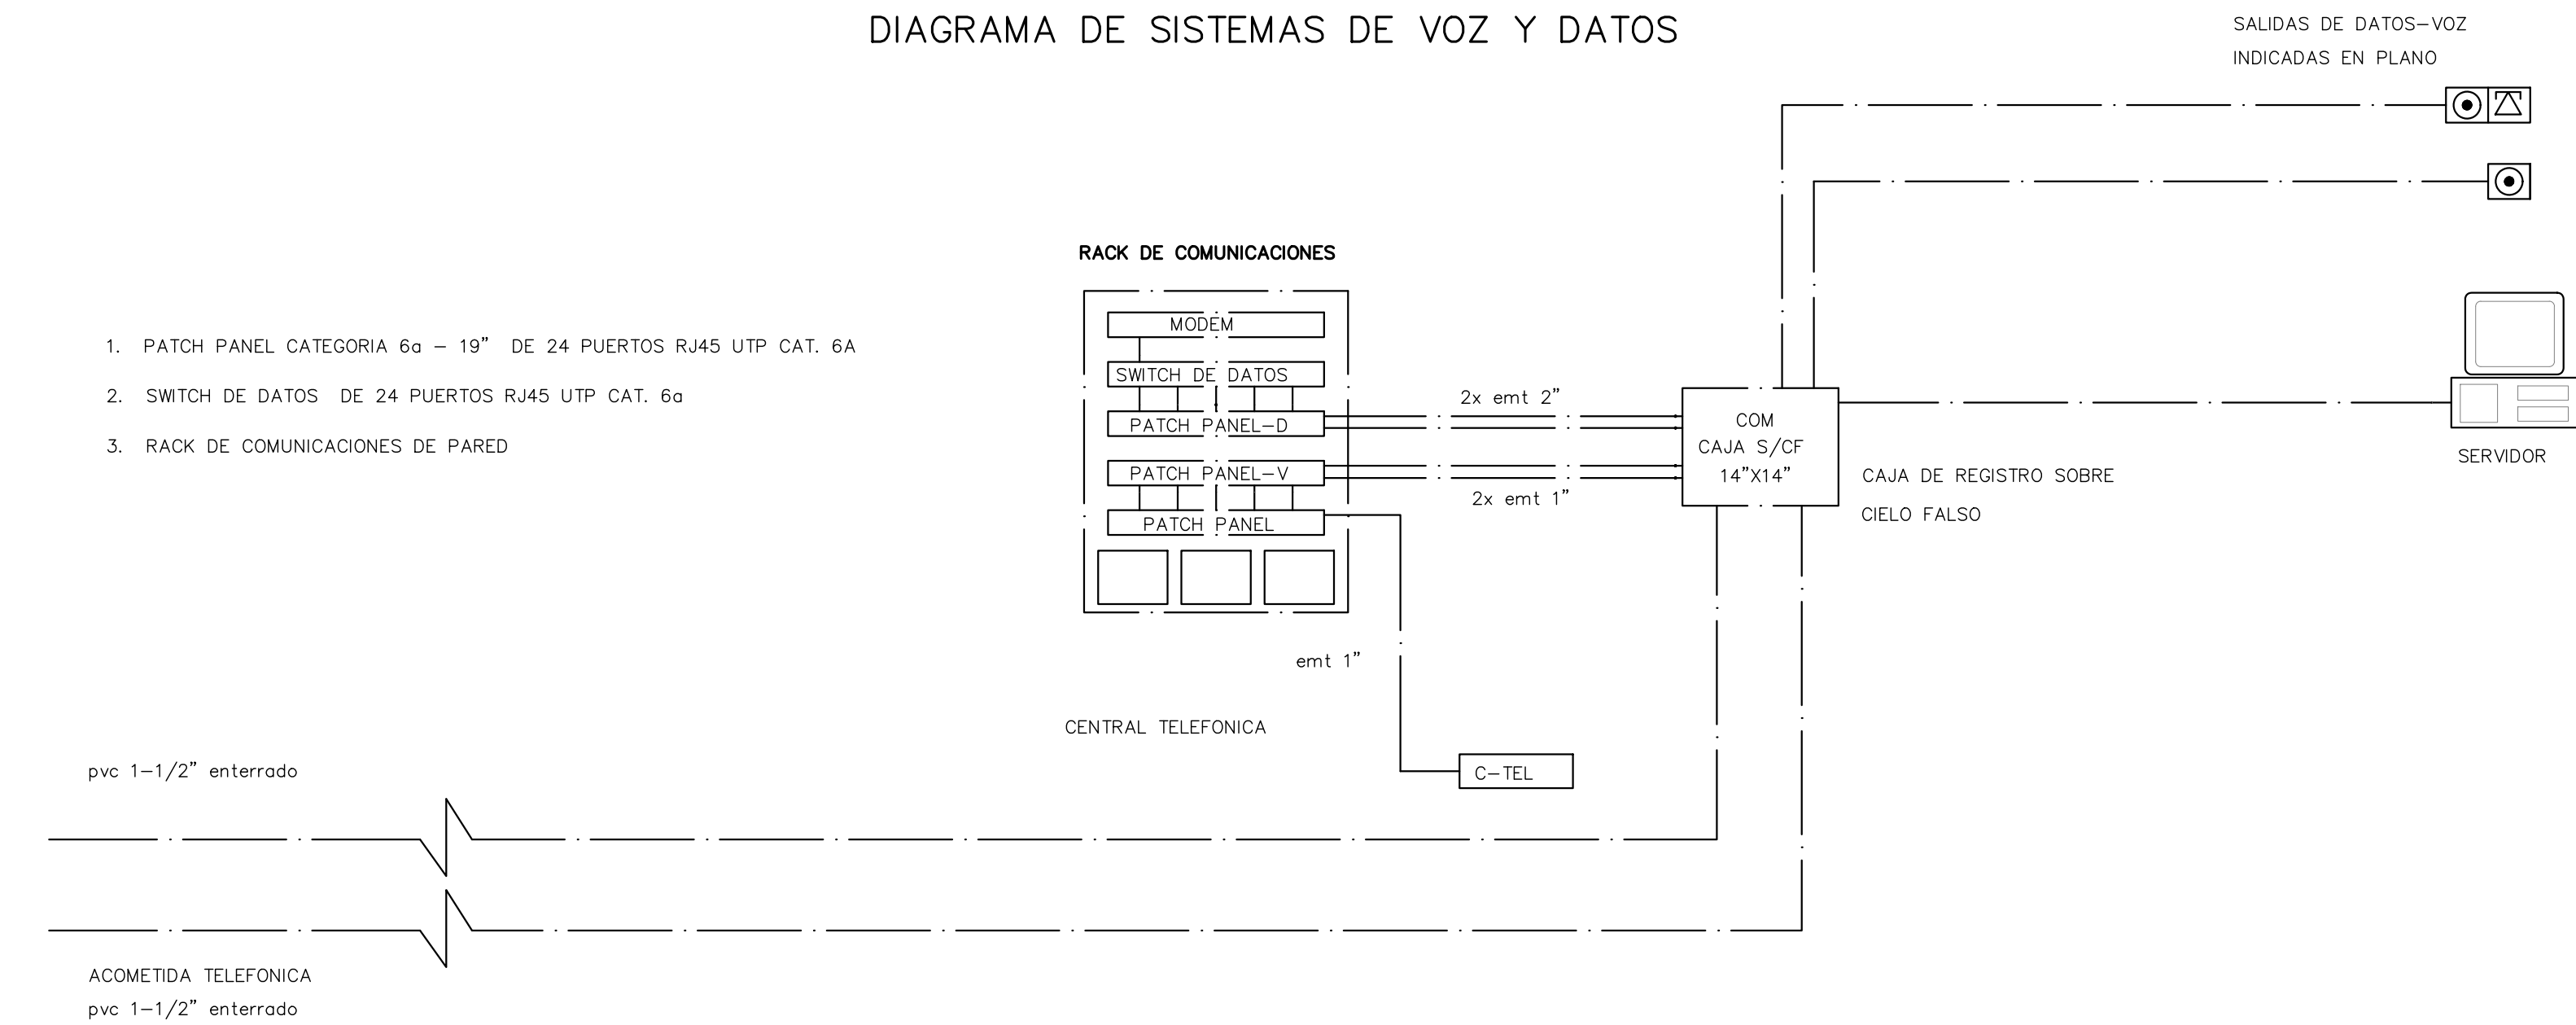 DIAGRAMA DE SISTEMAS DE VOZ Y DATOS
SALIDAS DE DATOS-VOZ
INDICADAS EN PLANO
RACK DE COMUNICACIONES
MODEM
SWITCH DE DATOS
PATCH PANEL-D
PATCH PANEL-V
PATCH PANEL
1. PATCH PANEL CATEGORIA 6a - 19" DE 24 PUERTOS RJ45 UTP CAT. 6A
2. SWITCH DE DATOS DE 24 PUERTOS RJ45 UTP CAT. 6a
3. RACK DE COMUNICACIONES DE PARED
2x emt 2"
2x emt 1"
COM
CAJA S/CF
14"X14"
CAJA DE REGISTRO SOBRE
CIELO FALSO
SERVIDOR
emt 1"
CENTRAL TELEFONICA
C-TEL
pvc 1-1/2" enterrado
ACOMETIDA TELEFONICA
pvc 1-1/2" enterrado